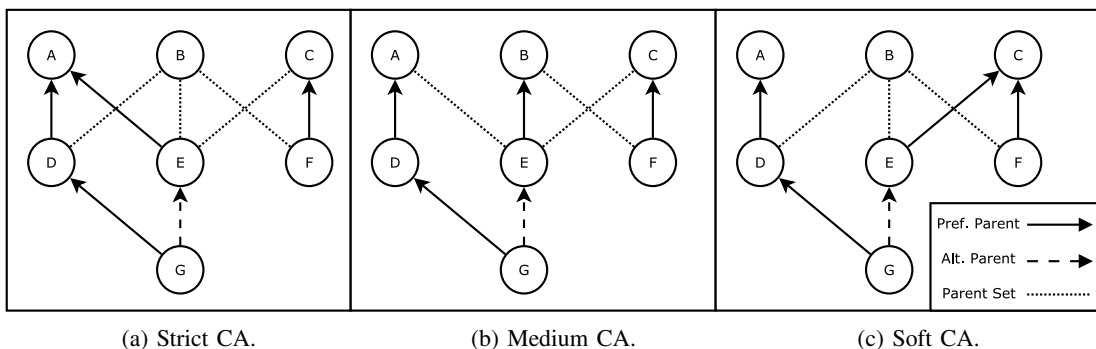 A B C
D E F
G
A B C
D E F
G
A B C
D E F
G
Pref. Parent
Alt. Parent
Parent Set
(a) Strict CA.
(b) Medium CA.
(c) Soft CA.